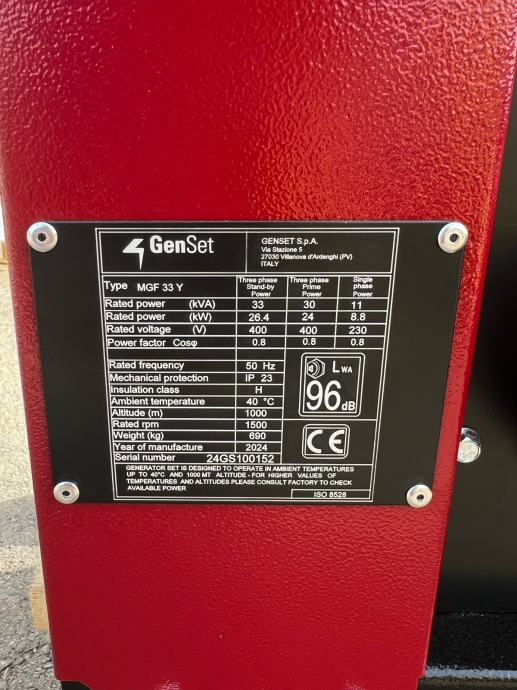 GenSet
GENSET S.p.A.
Via Stazione 5
27030 Villanova d'Ardenghi (PV)
ITALY
Type MGF 33 Y
Three phase Stand-by Power
Three phase Prime Power
Single phase Power
Rated power (kVA) 33 30 11
Rated power (kW) 26.4 24 8.8
Rated voltage (V) 400 400 230
Power factor Cosφ 0.8 0.8 0.8
Rated frequency 50 Hz
Mechanical protection IP 23
Insulation class H
Ambient temperature 40 °C
Altitude (m) 1000
Rated rpm 1500
Weight (kg) 690
Year of manufacture 2024
Serial number 24GS100152
LWA
96 dB
CE
GENERATOR SET IS DESIGNED TO OPERATE IN AMBIENT TEMPERATURES
UP TO 40°C AND 1000 MT ALTITUDE - FOR HIGHER VALUES OF
TEMPERATURES AND ALTITUDES PLEASE CONSULT FACTORY TO CHECK
AVAILABLE POWER
ISO 8528